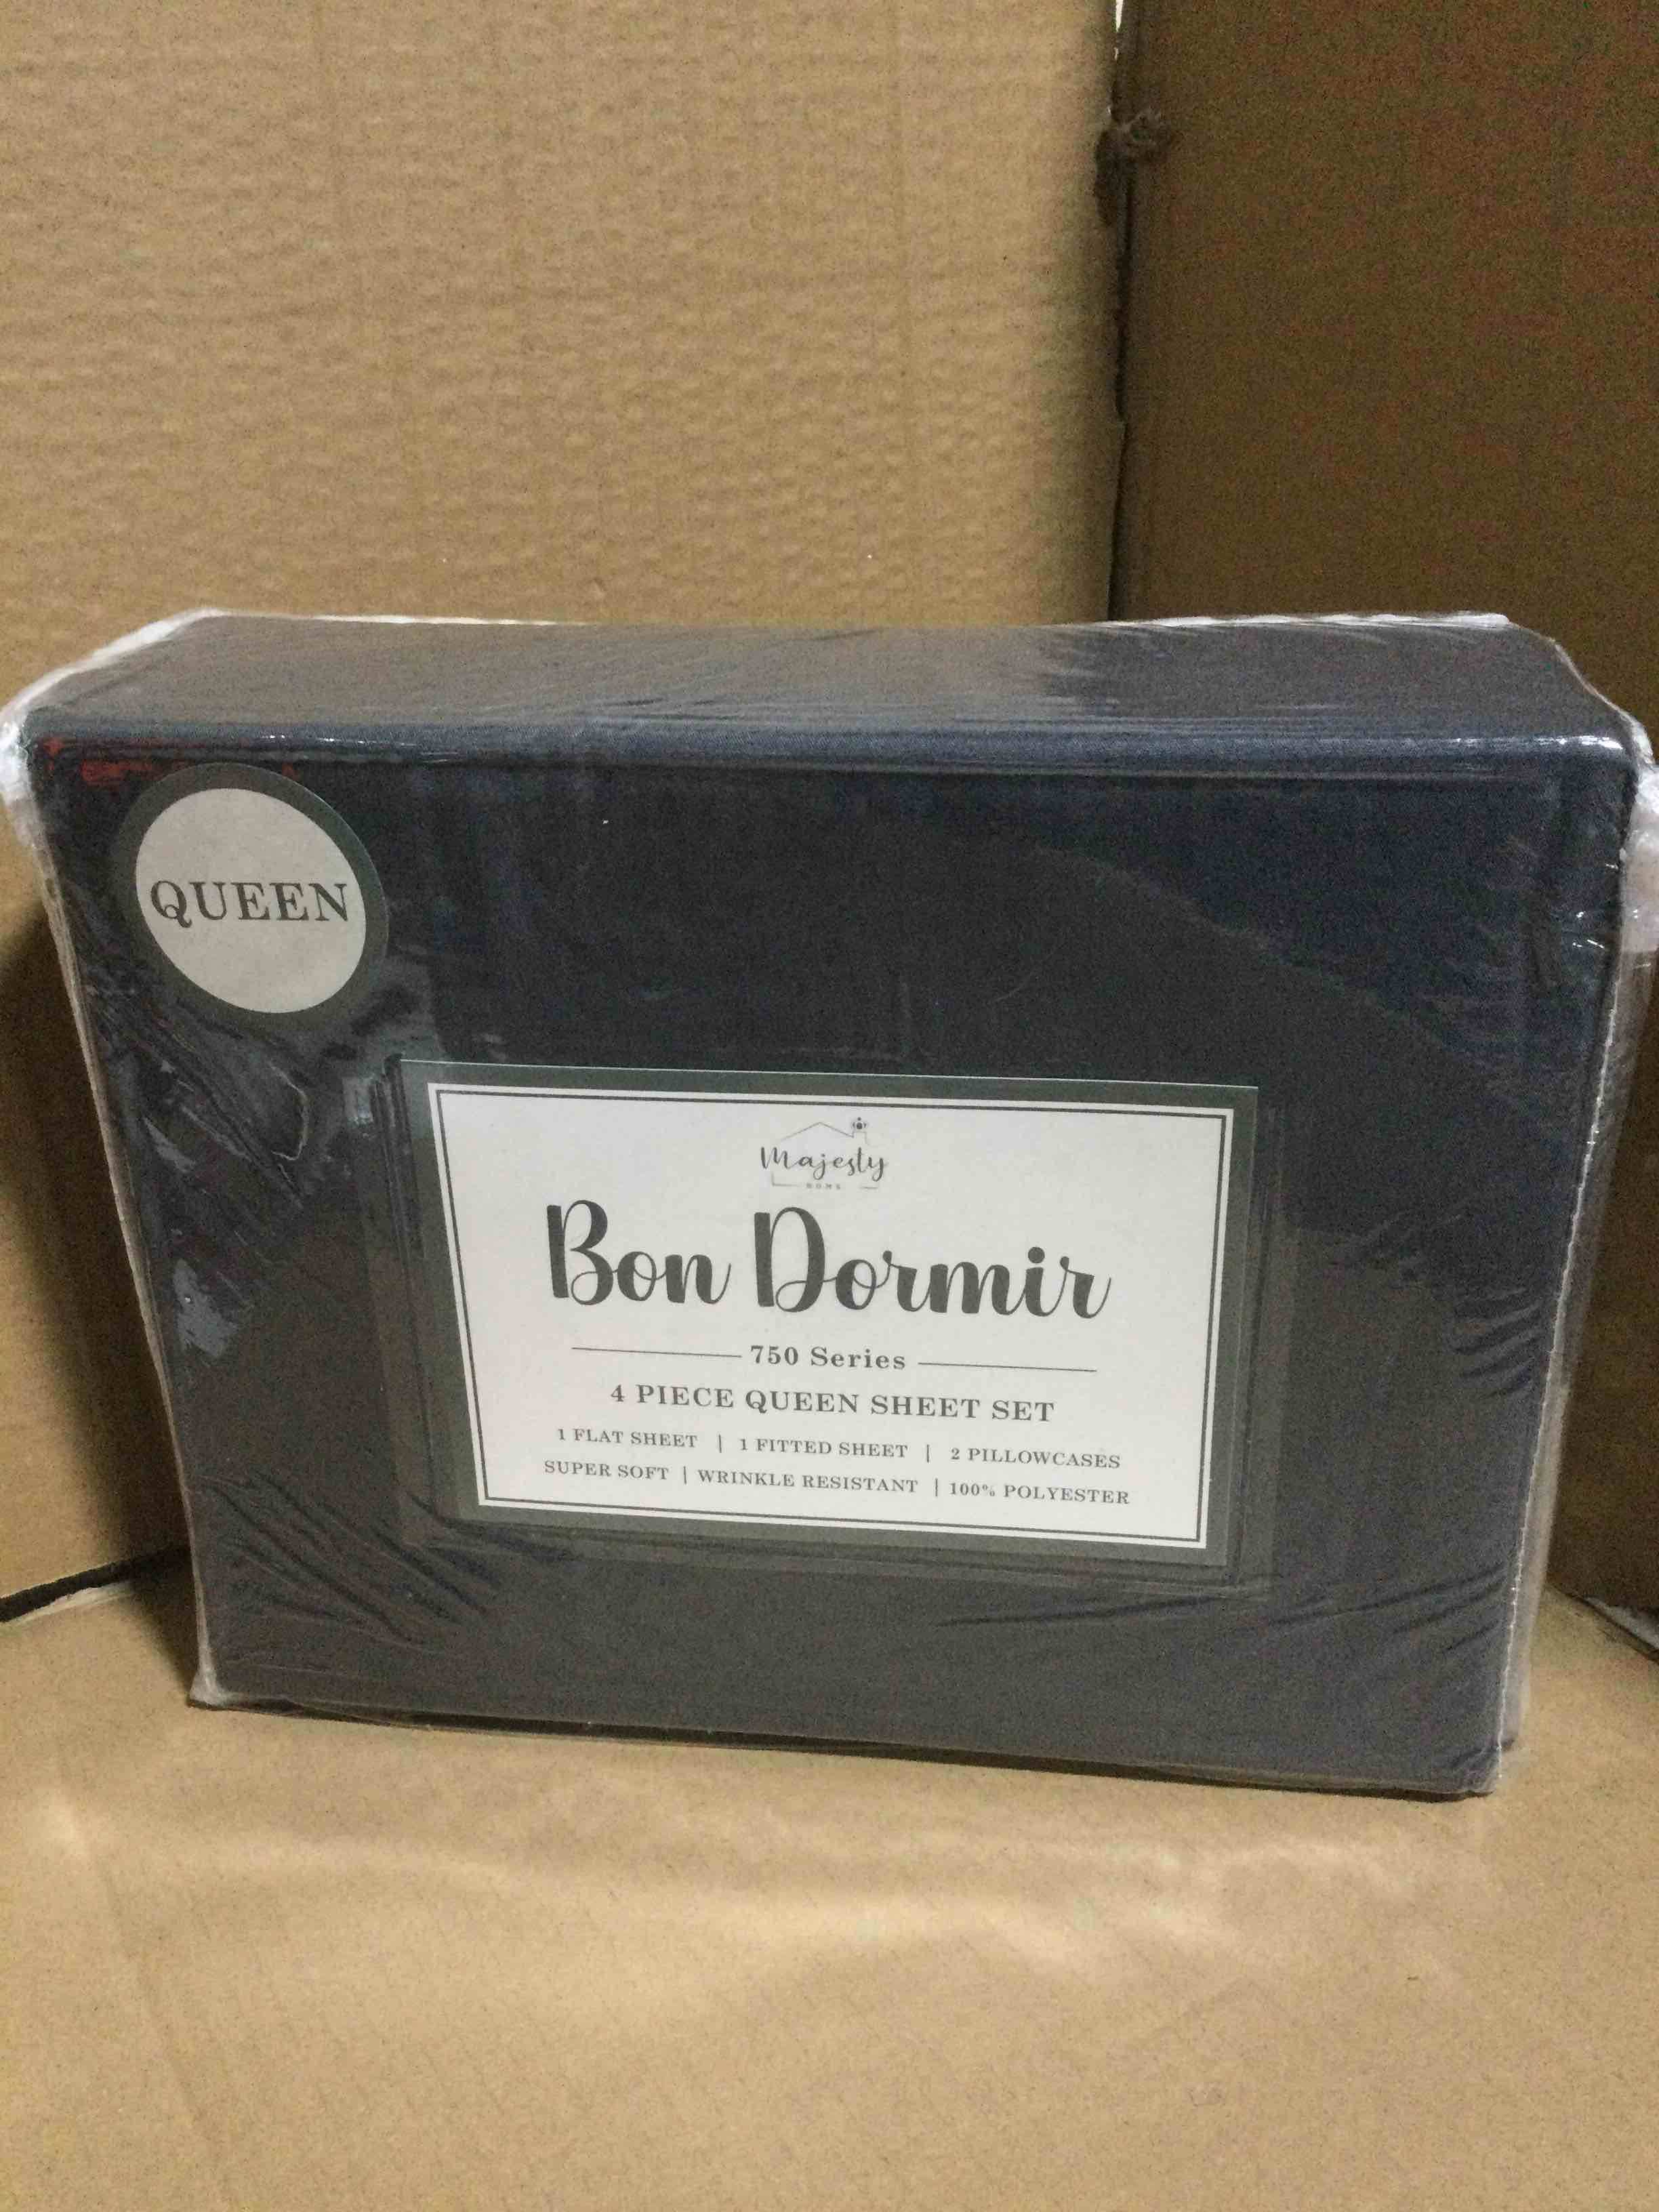 QUEEN
Majesty
HOME
Bon Dormir
750 Series
4 PIECE QUEEN SHEET SET
1 FLAT SHEET | 1 FITTED SHEET | 2 PILLOWCASES
SUPER SOFT | WRINKLE RESISTANT | 100% POLYESTER